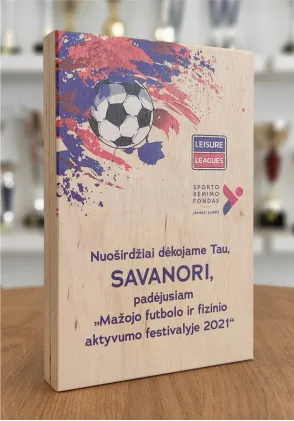 LEISURE
LEAGUES
SPORTO
RĖMIMO
FONDAS
Nuoširdžiai dėkojame Tau,
SAVANORI,
padėjusiam
„Mažojo futbolo ir fizinio
aktyvumo festivalyje 2021“